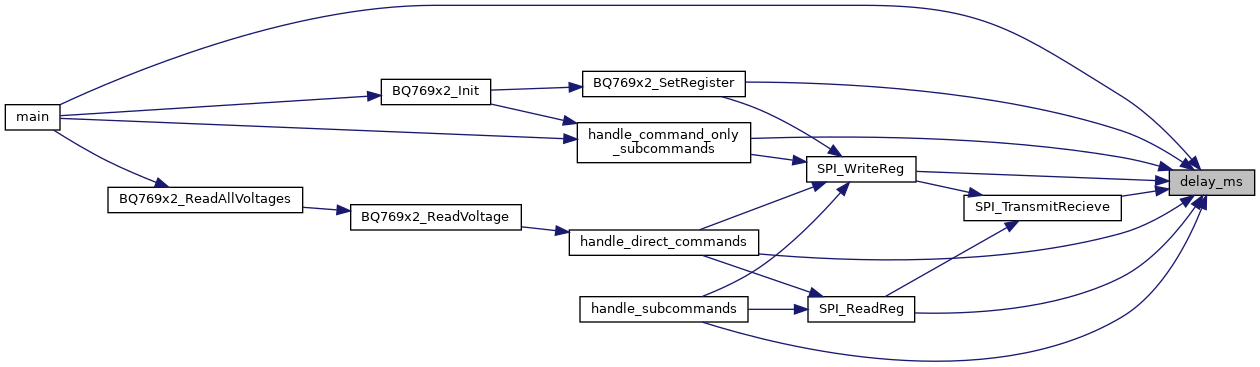 main
BQ769x2_Init
BQ769x2_SetRegister
handle_command_only
_subcommands
SPI_WriteReg
delay_ms
SPI_TransmitRecieve
BQ769x2_ReadAllVoltages
BQ769x2_ReadVoltage
handle_direct_commands
handle_subcommands
SPI_ReadReg